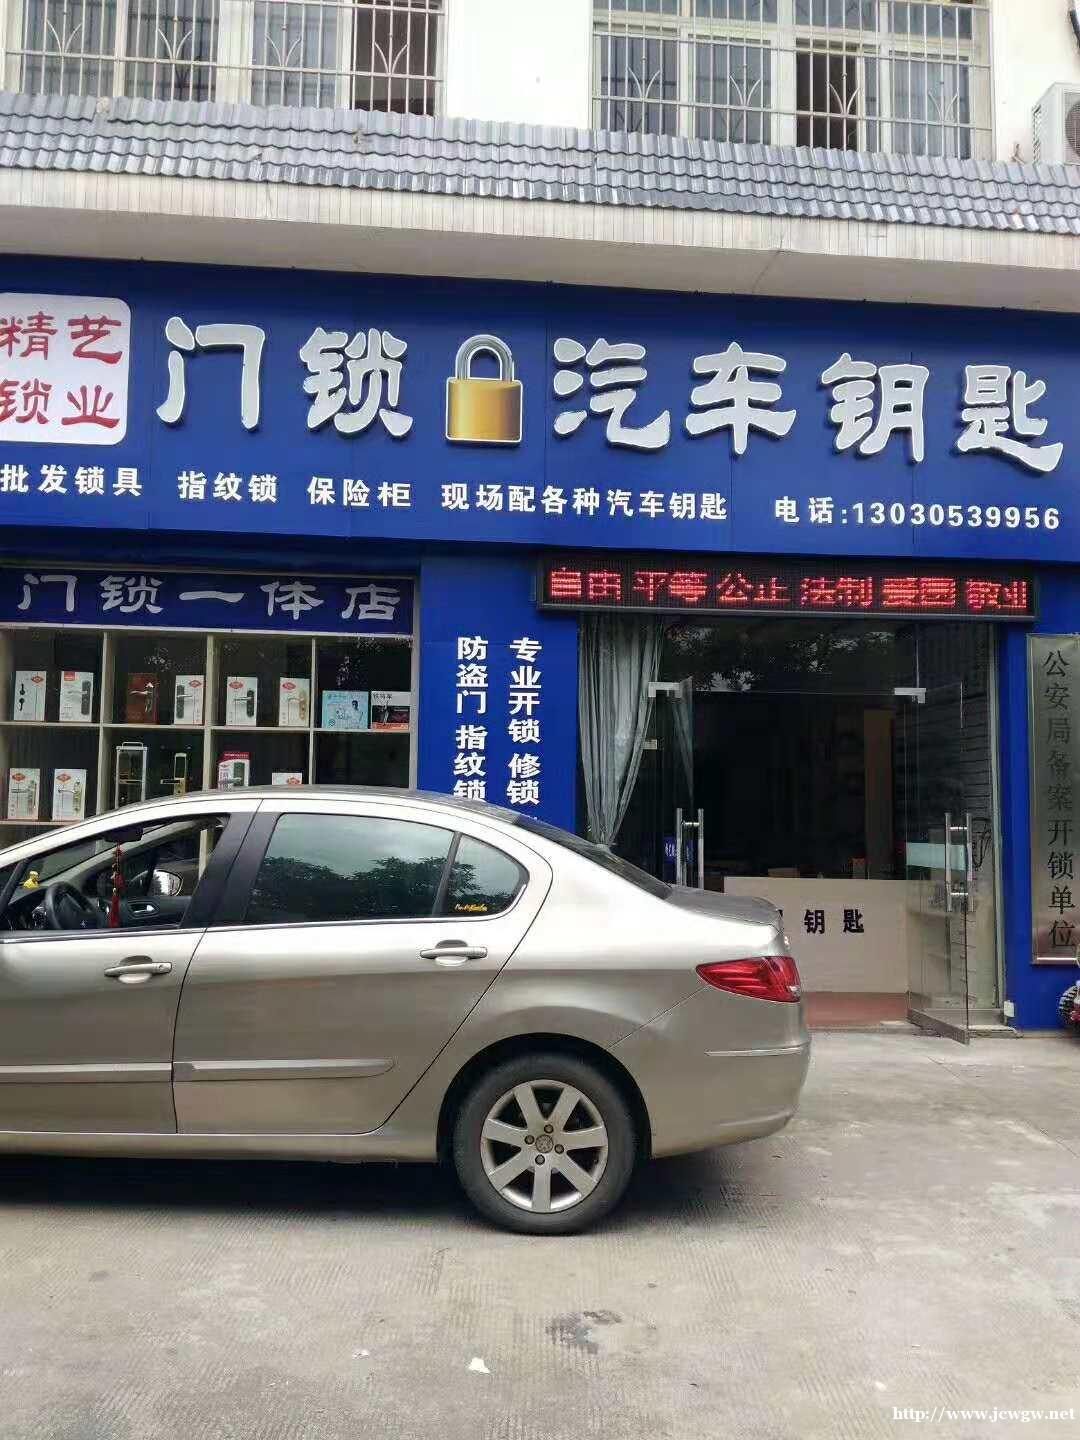 精艺
锁业
门锁 汽车钥匙
批发锁具 指纹锁 保险柜 现场配各种汽车钥匙 电话:13030539956
门锁一体店
自由 平等 公正 法制 爱国 敬业
专业开锁 修锁
防盗门 指纹锁
公安局备案开锁单位
钥匙
http://www.jcwgw.net